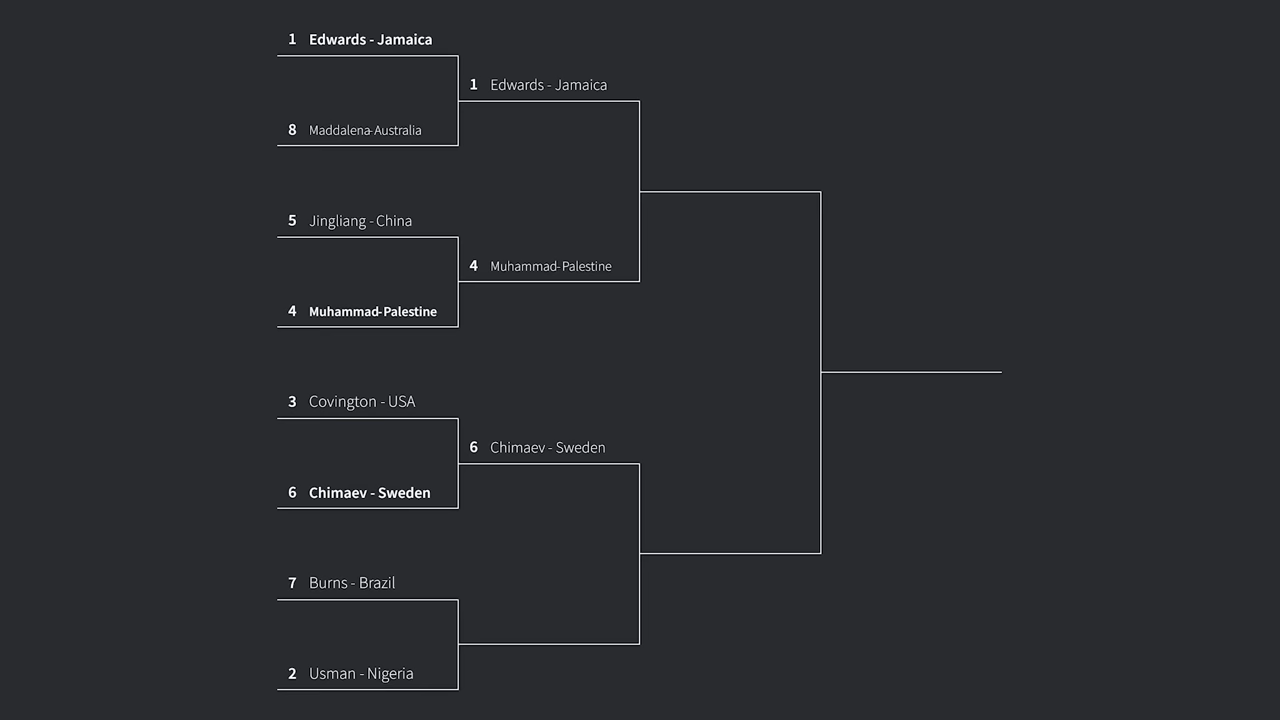 1 Edwards - Jamaica
1 Edwards - Jamaica
8 Maddalena-Australia
5 Jingliang - China
4 Muhammad-Palestine
4 Muhammad-Palestine
3 Covington - USA
6 Chimaev - Sweden
6 Chimaev - Sweden
7 Burns - Brazil
2 Usman - Nigeria